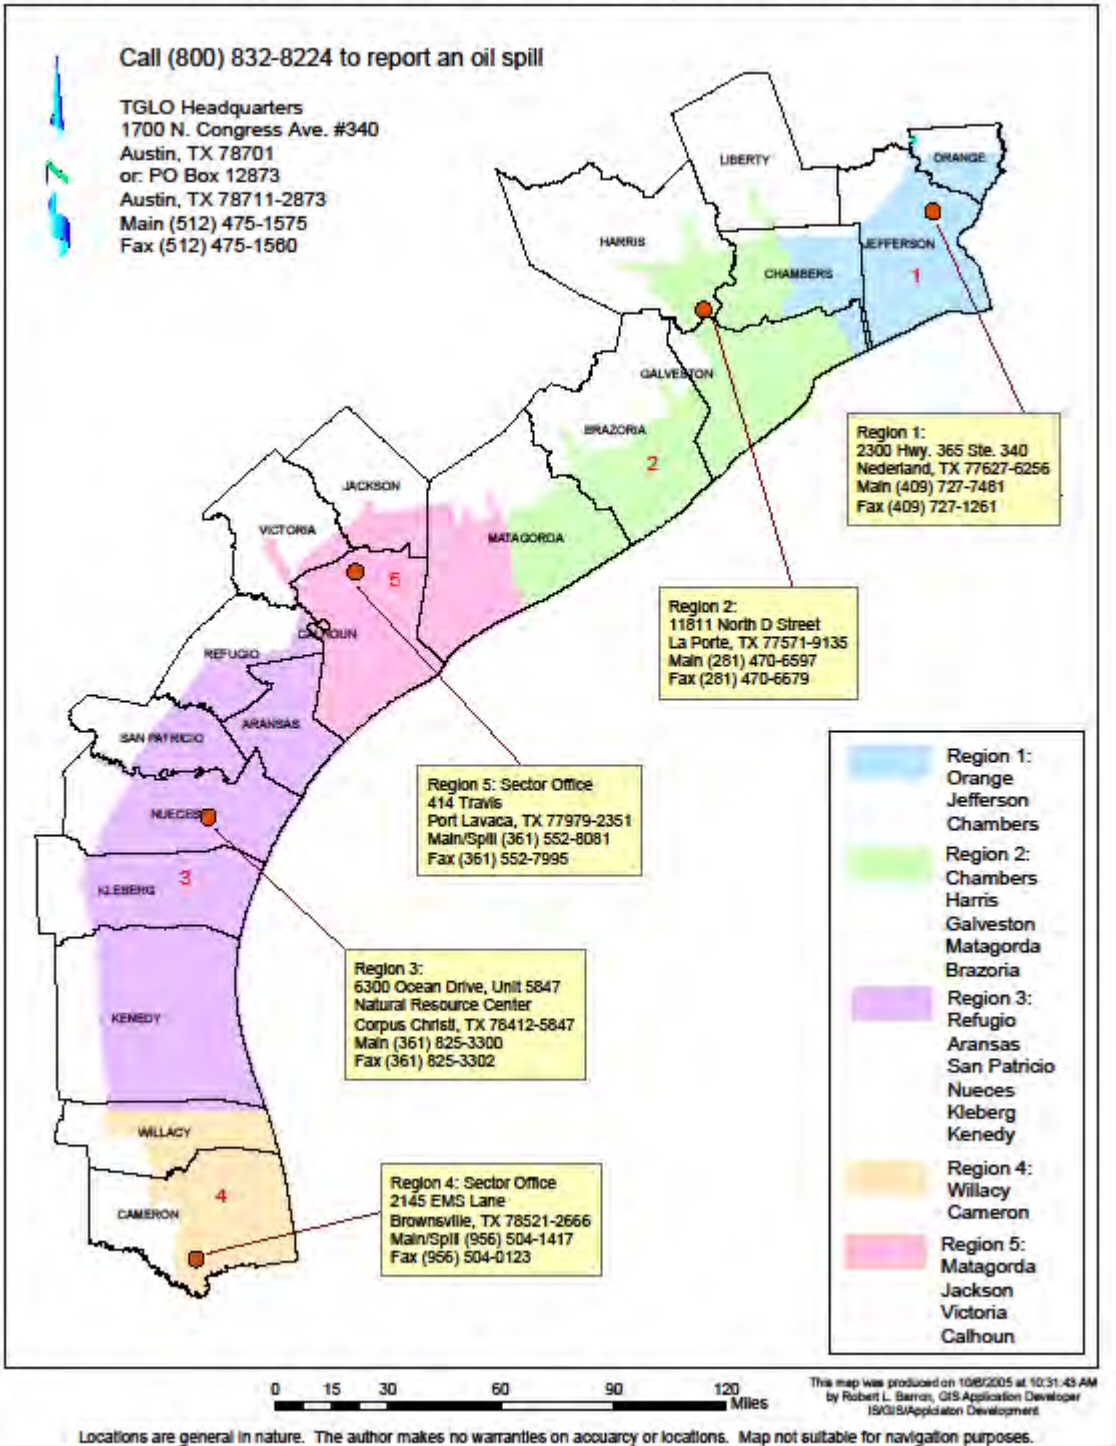 Call (800) 832-8224 to report an oil spill
TGLO Headquarters
1700 N. Congress Ave. #340
Austin, TX 78701
or: PO Box 12873
Austin, TX 78711-2873
Main (512) 475-1575
Fax (512) 475-1560
LIBERTY
ORANGE
HARRIS
JEFFERSON
CHAMBERS
1
GALVESTON
BRAZORIA
2
JACKSON
VICTORIA
MATAGORDA
5
CALHOUN
REFUGIO
ARANSAS
SAN PATRICIO
NUECES
KLEBERG
3
KENEDY
WILLACY
CAMERON
4
Region 1:
2300 Hwy. 365 Ste. 340
Nederland, TX 77627-6256
Main (409) 727-7481
Fax (409) 727-1261
Region 2:
11811 North D Street
La Porte, TX 77571-9135
Main (281) 470-6597
Fax (281) 470-6679
Region 5: Sector Office
414 Travis
Port Lavaca, TX 77979-2351
Main/Spill (361) 552-8081
Fax (361) 552-7995
Region 3:
6300 Ocean Drive, Unit 5847
Natural Resource Center
Corpus Christi, TX 78412-5847
Main (361) 825-3300
Fax (361) 825-3302
Region 4: Sector Office
2145 EMS Lane
Brownsville, TX 78521-2666
Main/Spill (956) 504-1417
Fax (956) 504-0123
Region 1:
Orange
Jefferson
Chambers
Region 2:
Chambers
Harris
Galveston
Matagorda
Brazoria
Region 3:
Refugio
Aransas
San Patricio
Nueces
Kleberg
Kenedy
Region 4:
Willacy
Cameron
Region 5:
Matagorda
Jackson
Victoria
Calhoun
0 15 30 60 90 120
Miles
This map was produced on 10/6/2005 at 10:31:43 AM
by Robert L. Barron, GIS Application Developer
IS/GIS/Applciaton Development
Locations are general in nature. The author makes no warranties on accuarcy or locations. Map not suitable for navigation purposes.